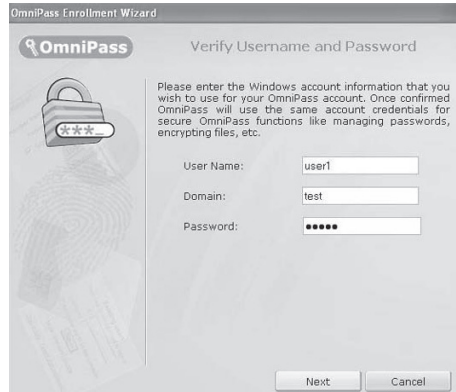 OmniPass Enrollment Wizard
OmniPass
Verify Username and Password
Please enter the Windows account information that you
wish to use for your OmniPass account. Once confirmed
OmniPass will use the same account credentials for
secure OmniPass functions like managing passwords,
encrypting files, etc.
User Name: user1
Domain: test
Password: •••••
***_
Next Cancel